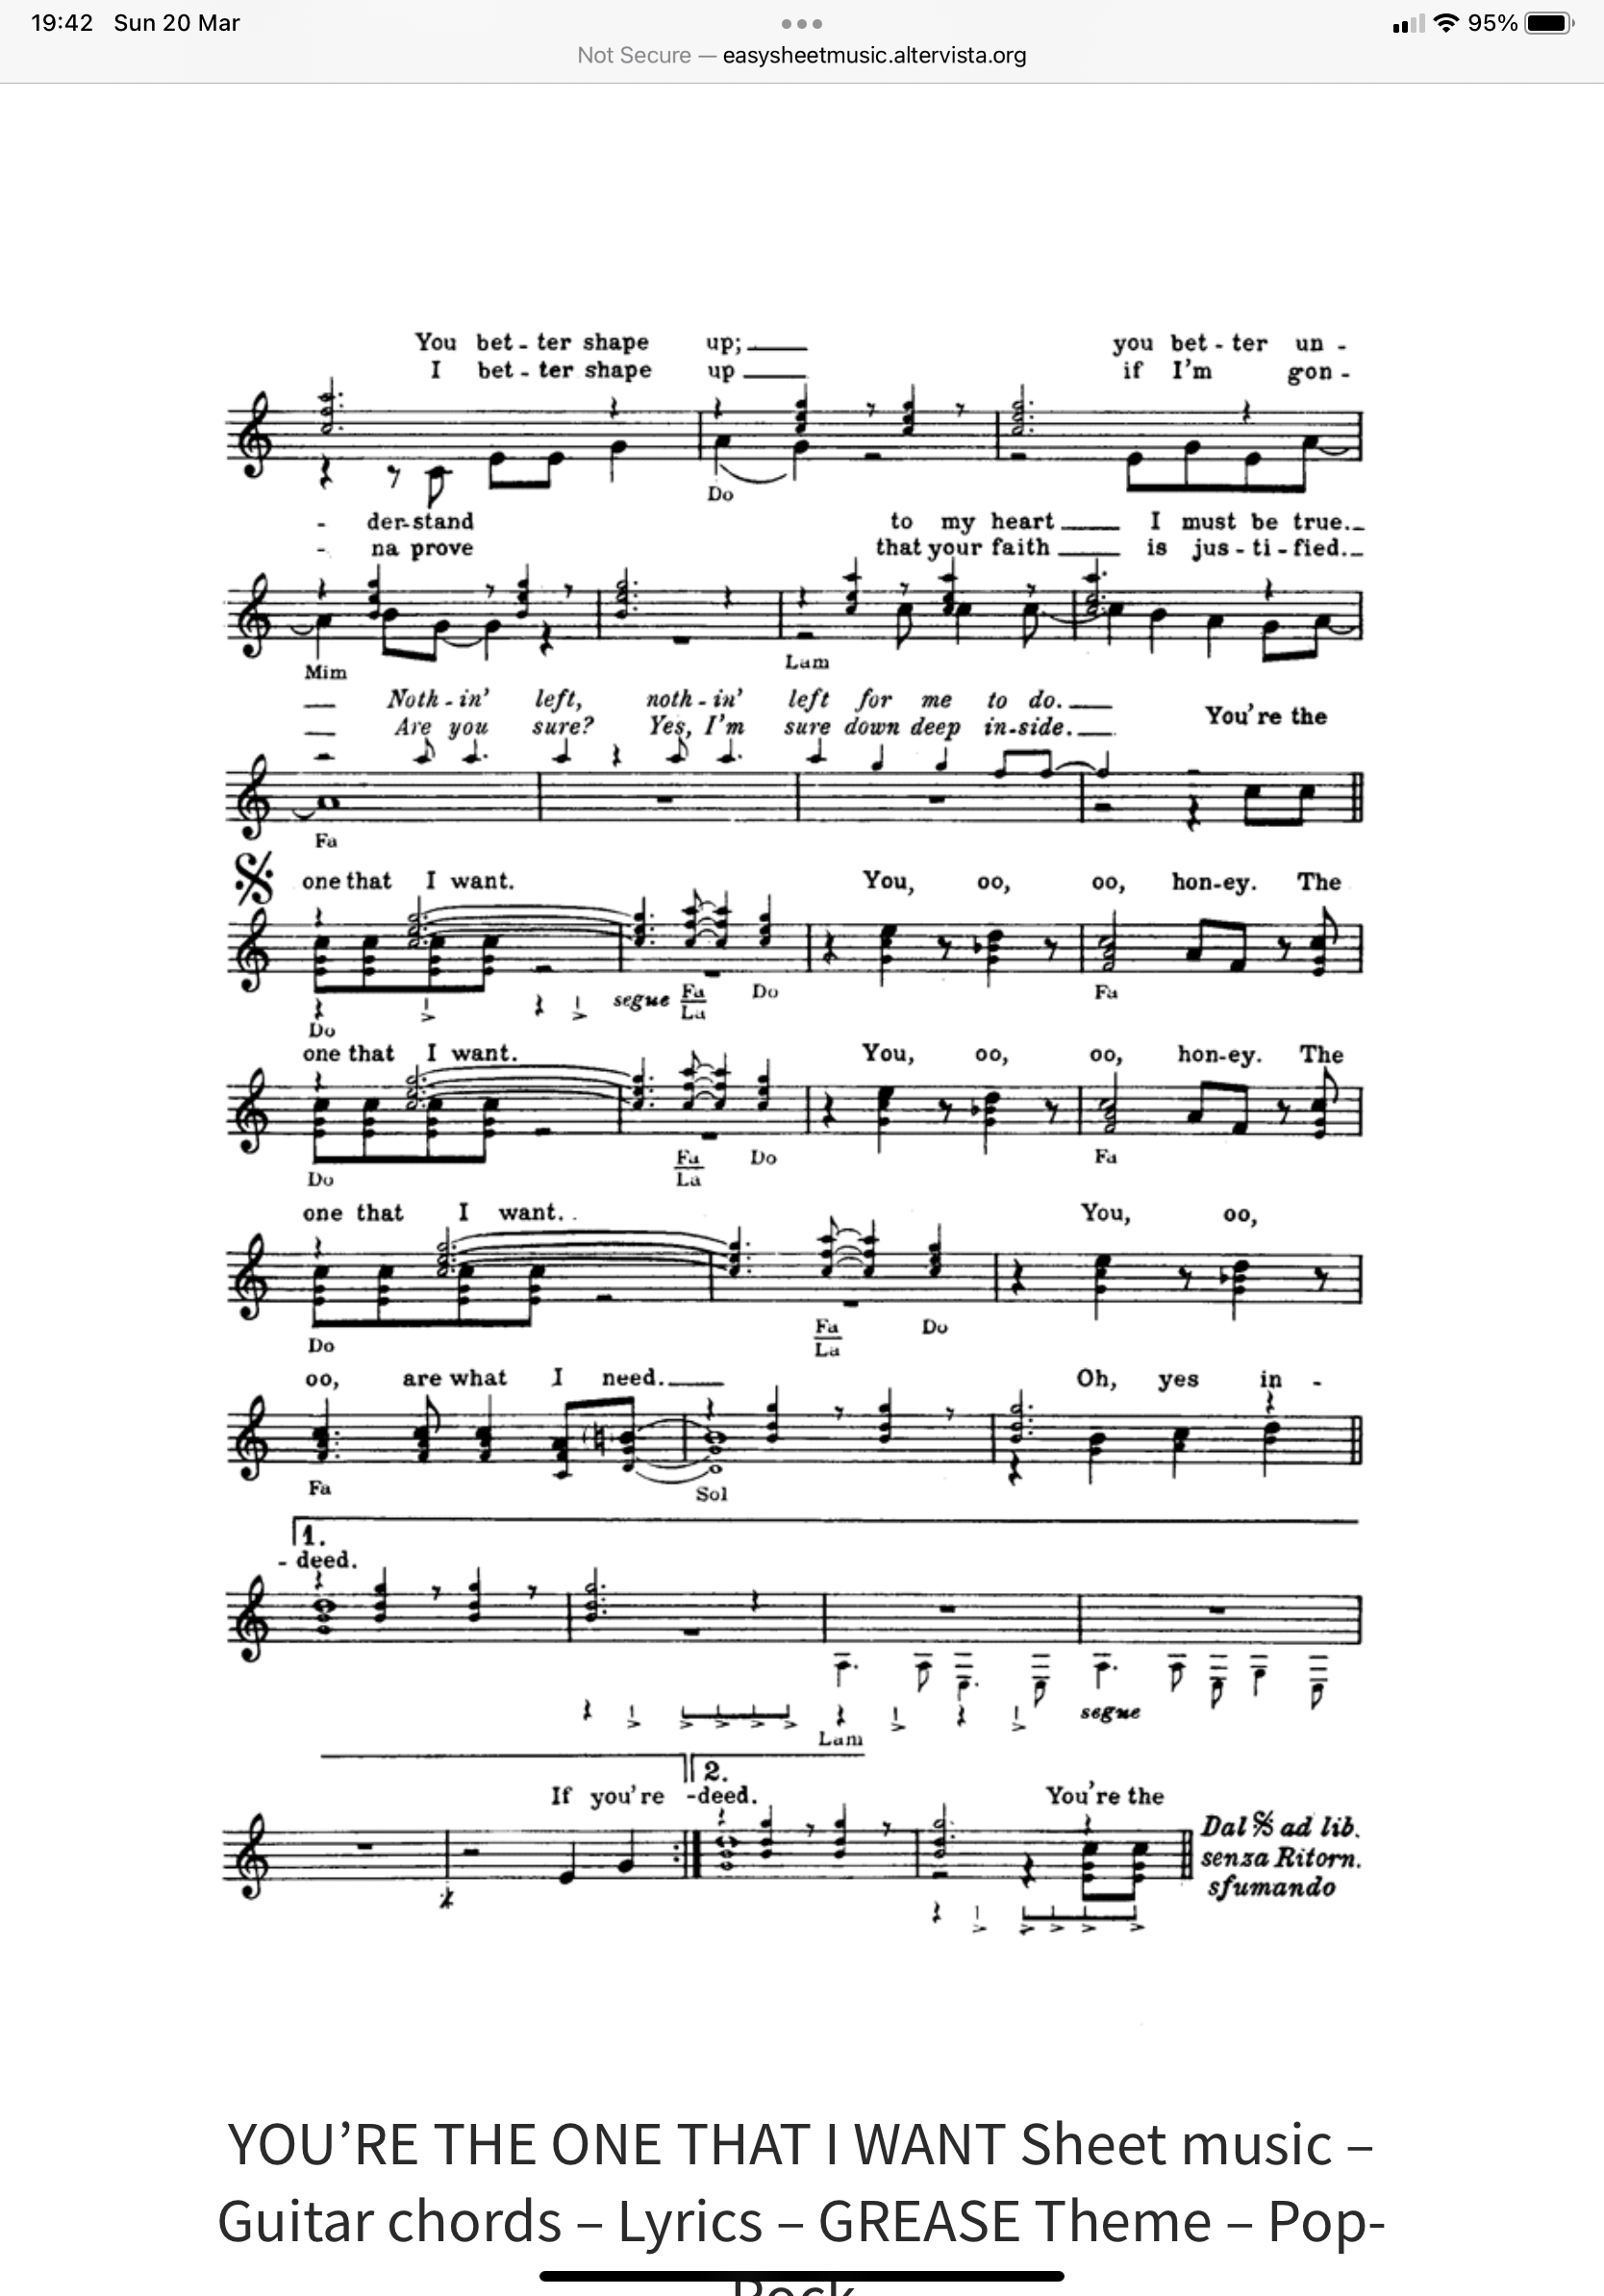 19:42 Sun 20 Mar
95%
Not Secure — easysheetmusic.altervista.org
You bet - ter shape up; you bet - ter un -
I bet - ter shape up if I'm gon -
Do
- der-stand to my heart I must be true.
- na prove that your faith is jus - ti - fied.
Mim Lam
Noth - in' left, noth - in' left for me to do. You're the
Are you sure? Yes, I'm sure down deep in-side.
Fa
one that I want. You, oo, oo, hon-ey. The
segue Fa Do Fa
La
Do
one that I want. You, oo, oo, hon-ey. The
Fa Do Fa
Do La
one that I want. You, oo,
Fa Do
Do La
oo, are what I need. Oh, yes in -
Fa Sol
1.
- deed.
segue
Lam
2.
If you're -deed. You're the
Dal 𝄋 ad lib.
senza Ritorn.
sfumando
YOU'RE THE ONE THAT I WANT Sheet music –
Guitar chords – Lyrics – GREASE Theme – Pop-
Rock